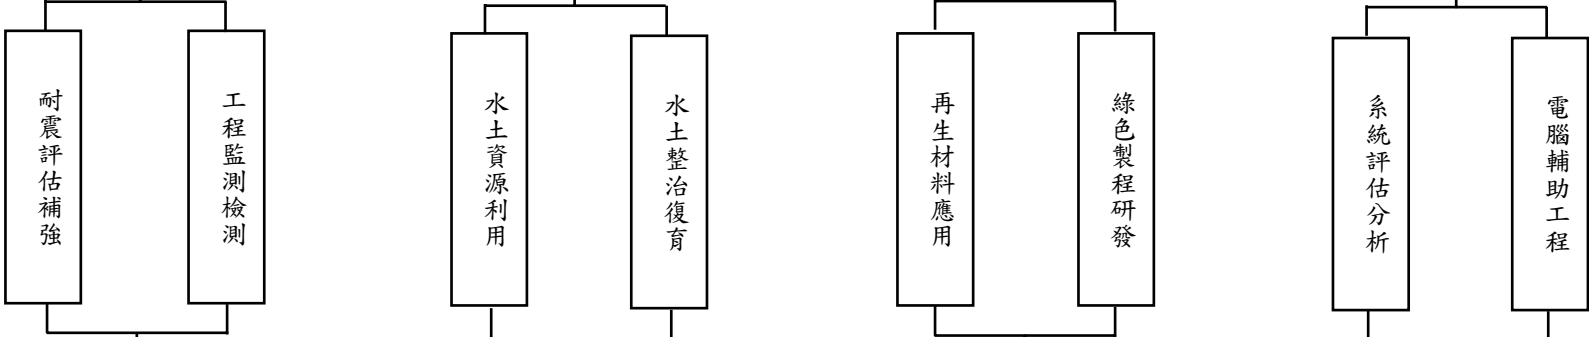 耐震評估補強
工程監測檢測
水土資源利用
水土整治復育
再生材料應用
綠色製程研發
系統評估分析
電腦輔助工程